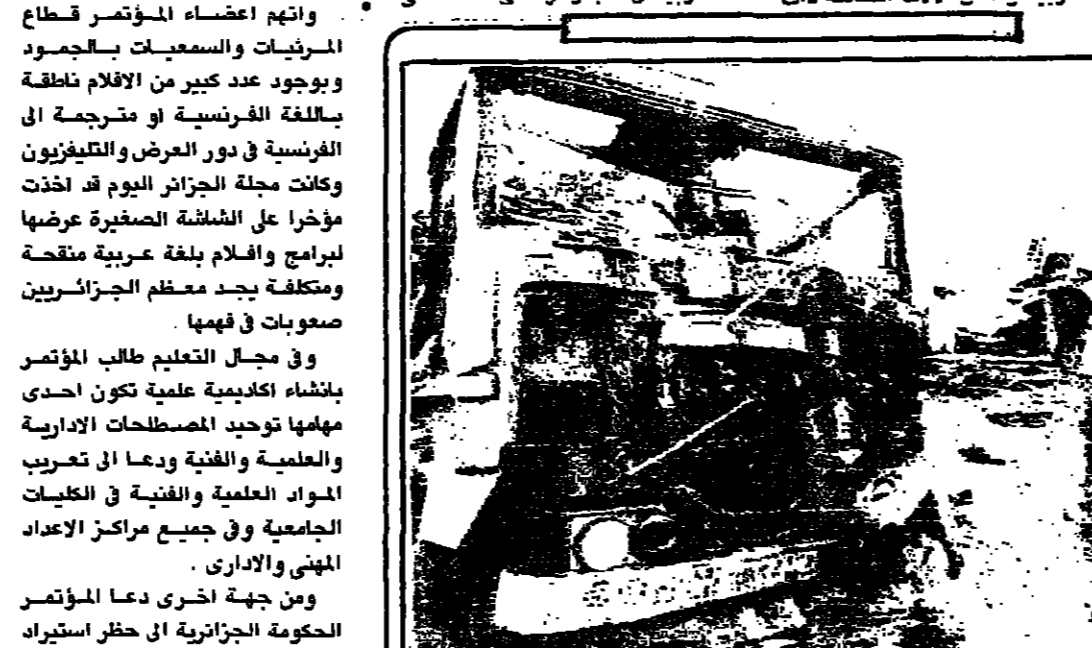 واتهم اعضاء المؤتمر قطاع
المرئيات والسمعيات بالجمود
وبوجود عدد كبير من الافلام ناطقة
باللغة الفرنسية او مترجمة الى
الفرنسية في دور العرض والتليفزيون
وكانت مجلة الجزائر اليوم قد اخذت
مؤخرا على الشاشة الصغيرة عرضها
لبرامج وافلام بلغة عربية منقحة
ومتكلفة يجد معظم الجزائريين
صعوبات في فهمها .
وفي مجال التعليم طالب المؤتمر
بانشاء اكاديمية علمية تكون احدى
مهامها توحيد المصطلحات الادارية
والعلمية والفنية ودعا الى تعريب
المواد العلمية والفنية في الكليات
الجامعية وفي جميع مراكز الاعداد
المهنى والادارى .
ومن جهة اخرى دعا المؤتمر
الحكومة الجزائرية الى حظر استيراد